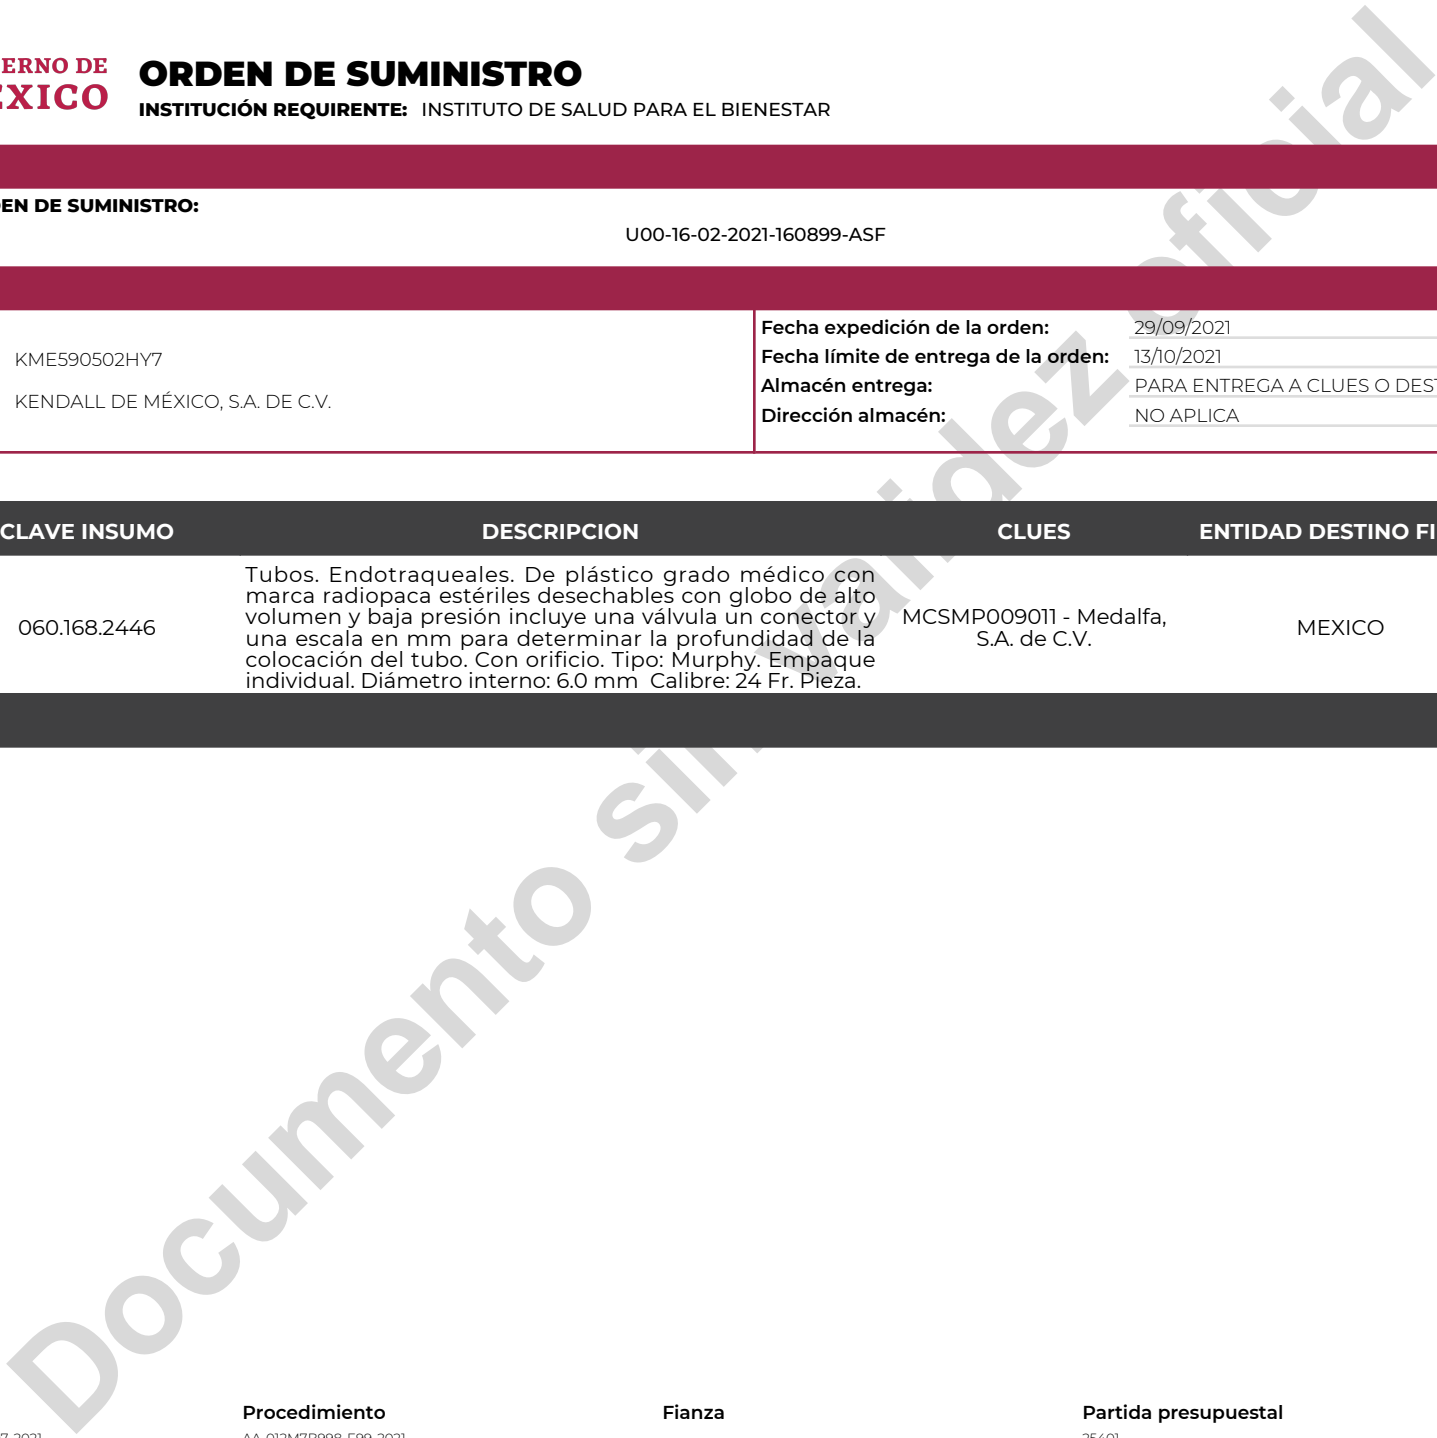 ERNO DE
EXICO
ORDEN DE SUMINISTRO
INSTITUCIÓN REQUIRENTE: INSTITUTO DE SALUD PARA EL BIENESTAR
EN DE SUMINISTRO:
U00-16-02-2021-160899-ASF
KME590502HY7
KENDALL DE MÉXICO, S.A. DE C.V.
Fecha expedición de la orden: 29/09/2021
Fecha límite de entrega de la orden: 13/10/2021
Almacén entrega: PARA ENTREGA A CLUES O DEST
Dirección almacén: NO APLICA
CLAVE INSUMO DESCRIPCION CLUES ENTIDAD DESTINO FI
060.168.2446
Tubos. Endotraqueales. De plástico grado médico con
marca radiopaca estériles desechables con globo de alto
volumen y baja presión incluye una válvula un conector y
una escala en mm para determinar la profundidad de la
colocación del tubo. Con orificio. Tipo: Murphy. Empaque
individual. Diámetro interno: 6.0 mm Calibre: 24 Fr. Pieza.
MCSMP009011 - Medalfa,
S.A. de C.V.
MEXICO
Documento sin validez oficial
Procedimiento Fianza Partida presupuestal